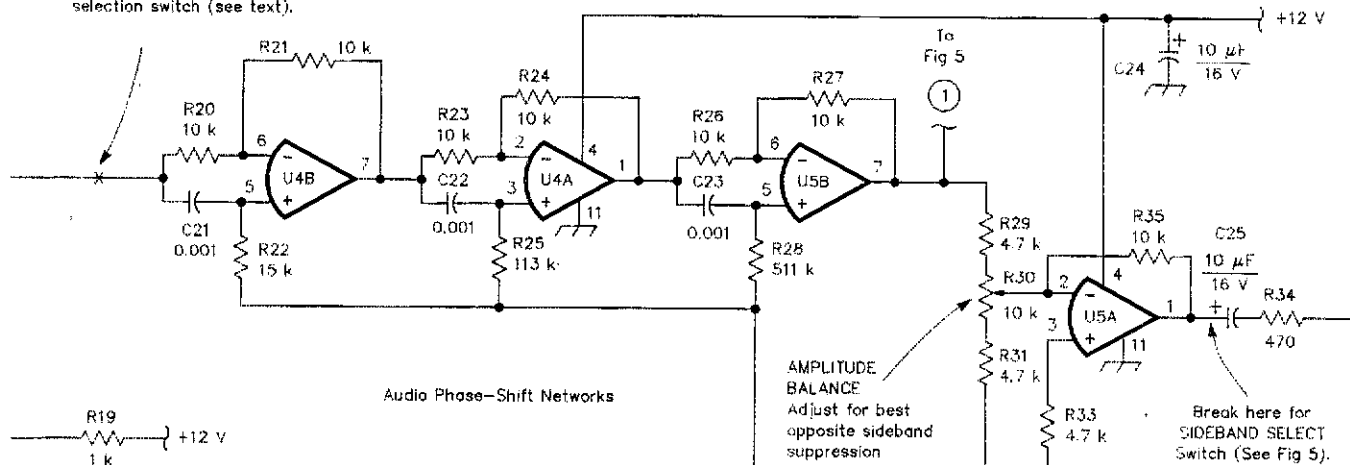 selection switch (see text).
+12 V
R21
10 k
To
Fig 5
1
C24
+
10 µF
16 V
R20
10 k
R23
10 k
R24
10 k
R26
10 k
R27
10 k
6
−
5
+
U4B
7
2
−
3
+
U4A
4
1
11
6
−
5
+
U5B
7
C21
0.001
R22
15 k
C22
0.001
R25
113 k
C23
0.001
R28
511 k
R29
4.7 k
R30
10 k
R31
4.7 k
R35
10 k
C25
10 µF
16 V
+
R34
470
2
−
3
+
U5A
4
1
11
R33
4.7 k
AMPLITUDE
BALANCE
Adjust for best
opposite sideband
suppression
Audio Phase-Shift Networks
Break here for
SIDEBAND SELECT
Switch (See Fig 5).
R19
1 k
+12 V